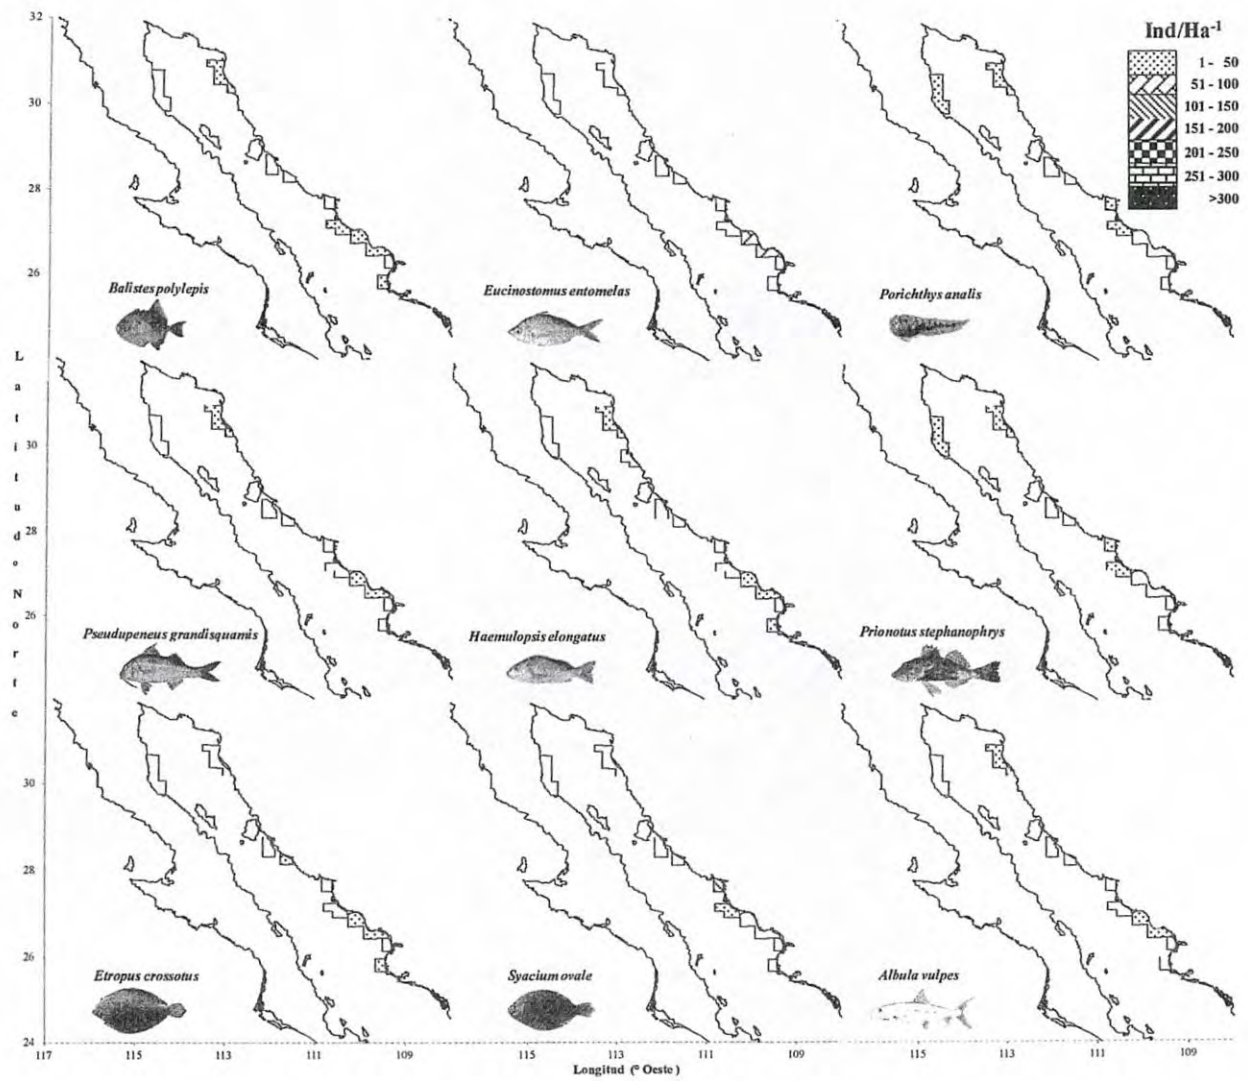 32
Ind/Ha-1
1 - 50
51 - 100
101 - 150
151 - 200
201 - 250
251 - 300
>300
30
28
26
Balistes polylepis
Eucinostomus entomelas
Porichthys analis
Latitud ° Norte
30
28
26
Pseudupeneus grandisquamis
Haemulopsis elongatus
Prionotus stephanophrys
30
28
26
Etropus crossotus
Syacium ovale
Albula vulpes
24
117 115 113 111 109 115 111 109 115 111 109
Longitud (° Oeste)